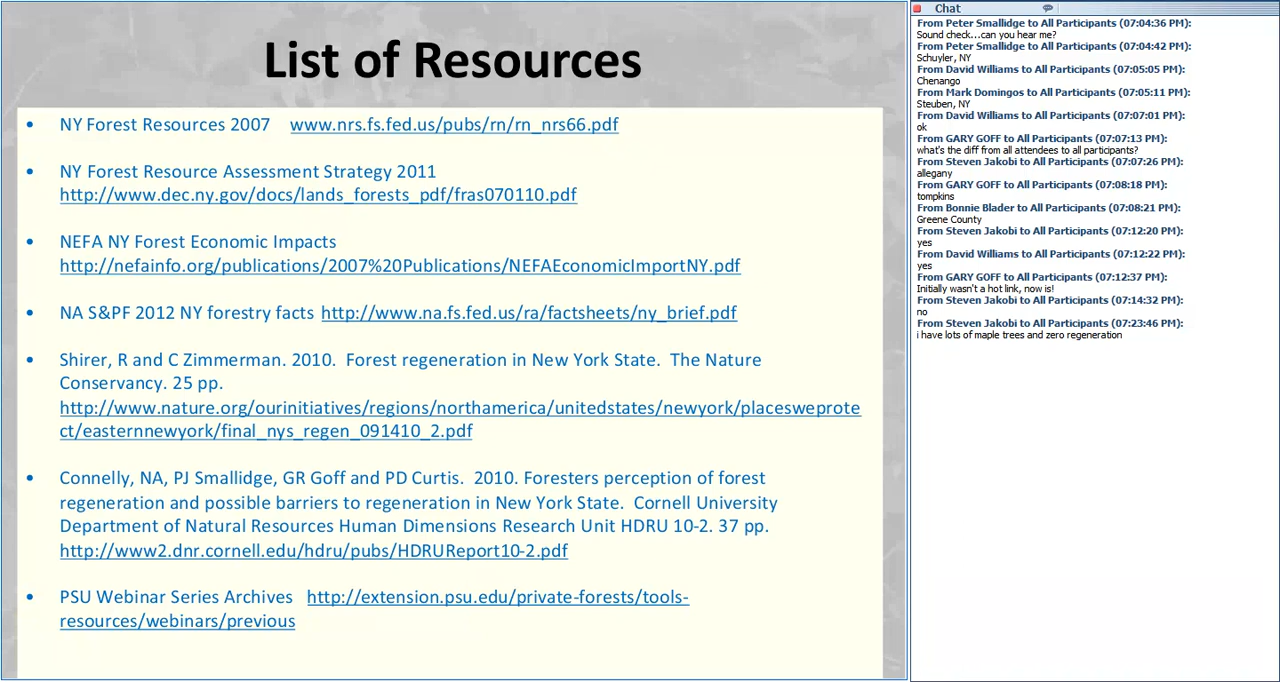 List of Resources
• NY Forest Resources 2007 www.nrs.fs.fed.us/pubs/rn/rn_nrs66.pdf
• NY Forest Resource Assessment Strategy 2011
http://www.dec.ny.gov/docs/lands_forests_pdf/fras070110.pdf
• NEFA NY Forest Economic Impacts
http://nefainfo.org/publications/2007%20Publications/NEFAEconomicImportNY.pdf
• NA S&PF 2012 NY forestry facts http://www.na.fs.fed.us/ra/factsheets/ny_brief.pdf
• Shirer, R and C Zimmerman. 2010. Forest regeneration in New York State. The Nature
Conservancy. 25 pp.
http://www.nature.org/ourinitiatives/regions/northamerica/unitedstates/newyork/placesweprote
ct/easternnewyork/final_nys_regen_091410_2.pdf
• Connelly, NA, PJ Smallidge, GR Goff and PD Curtis. 2010. Foresters perception of forest
regeneration and possible barriers to regeneration in New York State. Cornell University
Department of Natural Resources Human Dimensions Research Unit HDRU 10-2. 37 pp.
http://www2.dnr.cornell.edu/hdru/pubs/HDRUReport10-2.pdf
• PSU Webinar Series Archives http://extension.psu.edu/private-forests/tools-
resources/webinars/previous
Chat
From Peter Smallidge to All Participants (07:04:36 PM):
Sound check...can you hear me?
From Peter Smallidge to All Participants (07:04:42 PM):
Schuyler, NY
From David Williams to All Participants (07:05:05 PM):
Chenango
From Mark Domingos to All Participants (07:05:11 PM):
Steuben, NY
From David Williams to All Participants (07:07:01 PM):
ok
From GARY GOFF to All Participants (07:07:13 PM):
what's the diff from all attendees to all participants?
From Steven Jakobi to All Participants (07:07:26 PM):
allegany
From GARY GOFF to All Participants (07:08:18 PM):
tompkins
From Bonnie Blader to All Participants (07:08:21 PM):
Greene County
From Steven Jakobi to All Participants (07:12:20 PM):
yes
From David Williams to All Participants (07:12:22 PM):
yes
From GARY GOFF to All Participants (07:12:37 PM):
Initially wasn't a hot link, now is!
From Steven Jakobi to All Participants (07:14:32 PM):
no
From Steven Jakobi to All Participants (07:23:46 PM):
i have lots of maple trees and zero regeneration